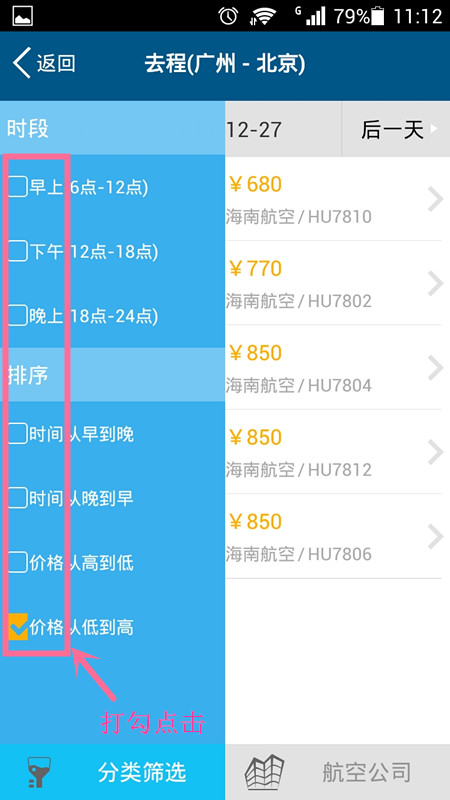 G 79% 11:12
返回 去程(广州 - 北京)
时段 12-27 后一天
早上(6点-12点) ￥680
海南航空 / HU7810
下午(12点-18点) ￥770
海南航空 / HU7802
晚上(18点-24点)
排序 ￥850
海南航空 / HU7804
时间从早到晚 ￥850
海南航空 / HU7812
时间从晚到早
价格从高到低 ￥850
海南航空 / HU7806
价格从低到高
打勾点击
分类筛选 航空公司